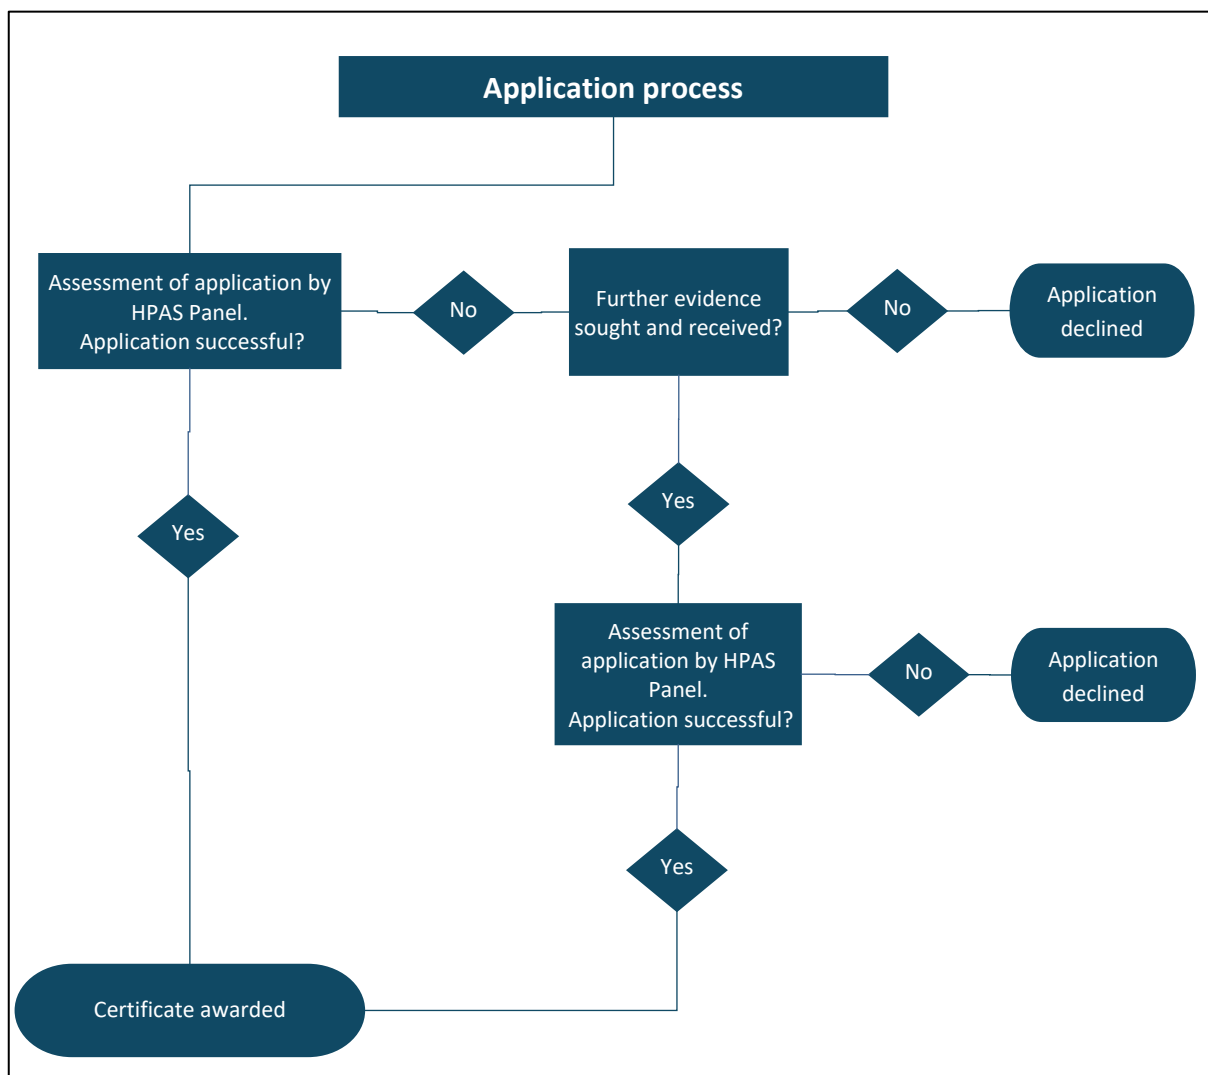 Application process
Assessment of application by
HPAS Panel.
Application successful?
No
Further evidence
sought and received?
No
Application
declined
Yes
Yes
Assessment of
application by HPAS
Panel.
Application successful?
No
Application
declined
Yes
Certificate awarded